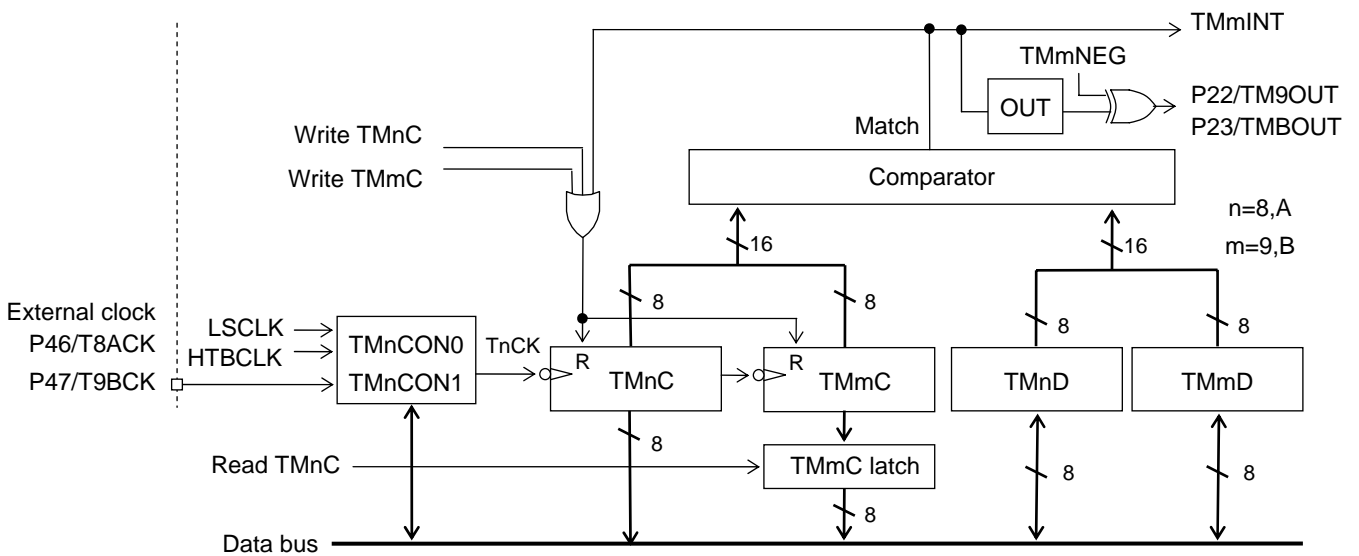 TMmINT
TMmNEG
OUT
P22/TM9OUT
P23/TMBOUT
Match
Write TMnC
Write TMmC
Comparator
n=8,A
m=9,B
16
16
8
8
8
8
External clock
P46/T8ACK
P47/T9BCK
LSCLK
HTBCLK
TMnCON0
TMnCON1
TnCK
R
TMnC
R
TMmC
TMnD
TMmD
8
Read TMnC
TMmC latch
8
8
8
Data bus